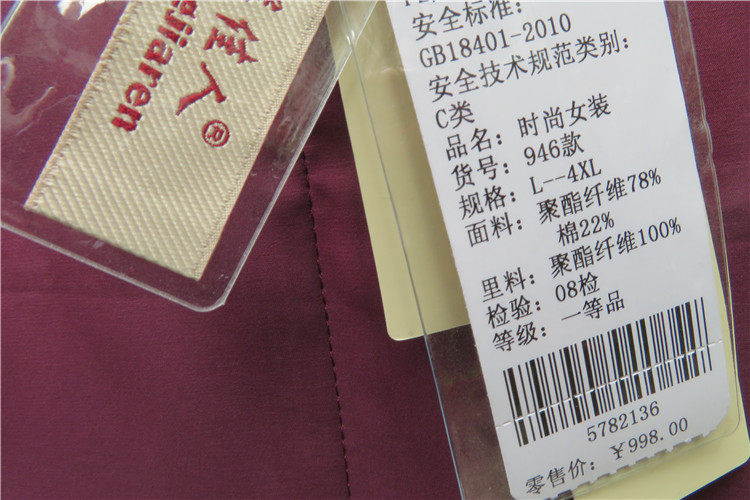 佳人®
ejiaren
安全标准:
GB18401-2010
安全技术规范类别:
C类
品名: 时尚女装
货号: 946款
规格: L--4XL
面料: 聚酯纤维78%
棉22%
里料: 聚酯纤维100%
检验: 08检
等级: 一等品
5782136
零售价: ¥998.00